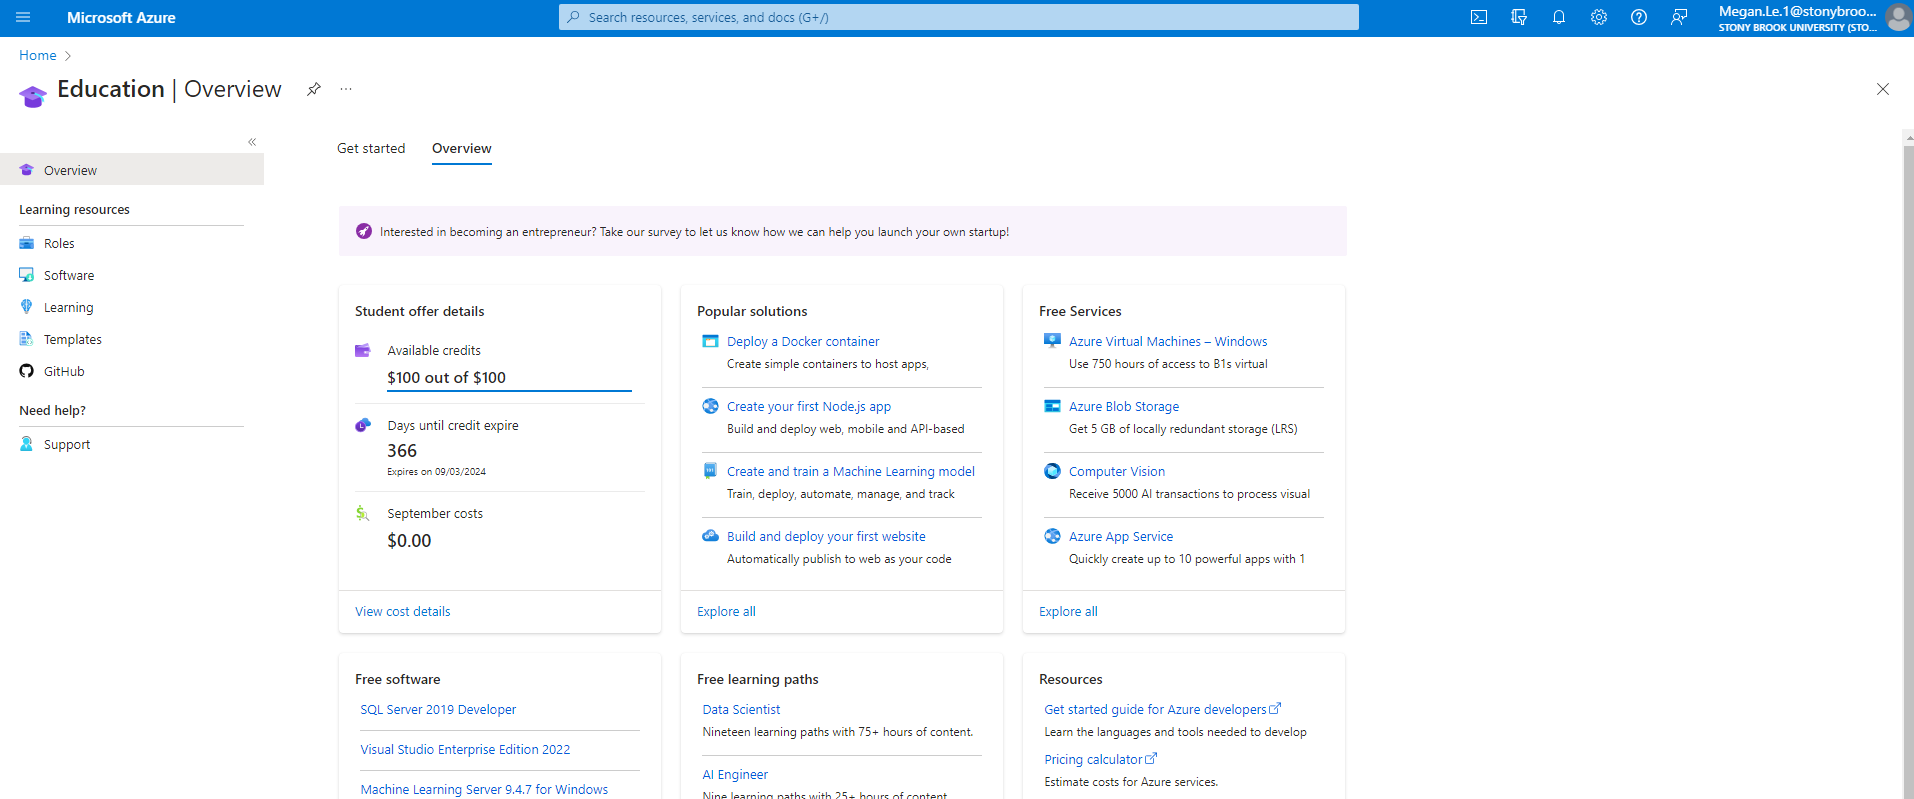 Microsoft Azure
Search resources, services, and docs (G+/)
Megan.Le.1@stonybroo...
STONY BROOK UNIVERSITY (STO...
Home
Education | Overview
Overview
Learning resources
Roles
Software
Learning
Templates
GitHub
Need help?
Support
Get started
Overview
Interested in becoming an entrepreneur? Take our survey to let us know how we can help you launch your own startup!
Student offer details
Available credits
$100 out of $100
Days until credit expire
366
Expires on 09/03/2024
September costs
$0.00
View cost details
Popular solutions
Deploy a Docker container
Create simple containers to host apps,
Create your first Node.js app
Build and deploy web, mobile and API-based
Create and train a Machine Learning model
Train, deploy, automate, manage, and track
Build and deploy your first website
Automatically publish to web as your code
Explore all
Free Services
Azure Virtual Machines – Windows
Use 750 hours of access to B1s virtual
Azure Blob Storage
Get 5 GB of locally redundant storage (LRS)
Computer Vision
Receive 5000 AI transactions to process visual
Azure App Service
Quickly create up to 10 powerful apps with 1
Explore all
Free software
SQL Server 2019 Developer
Visual Studio Enterprise Edition 2022
Machine Learning Server 9.4.7 for Windows
Free learning paths
Data Scientist
Nineteen learning paths with 75+ hours of content.
AI Engineer
Nine learning paths with 25+ hours of content
Resources
Get started guide for Azure developers
Learn the languages and tools needed to develop
Pricing calculator
Estimate costs for Azure services.